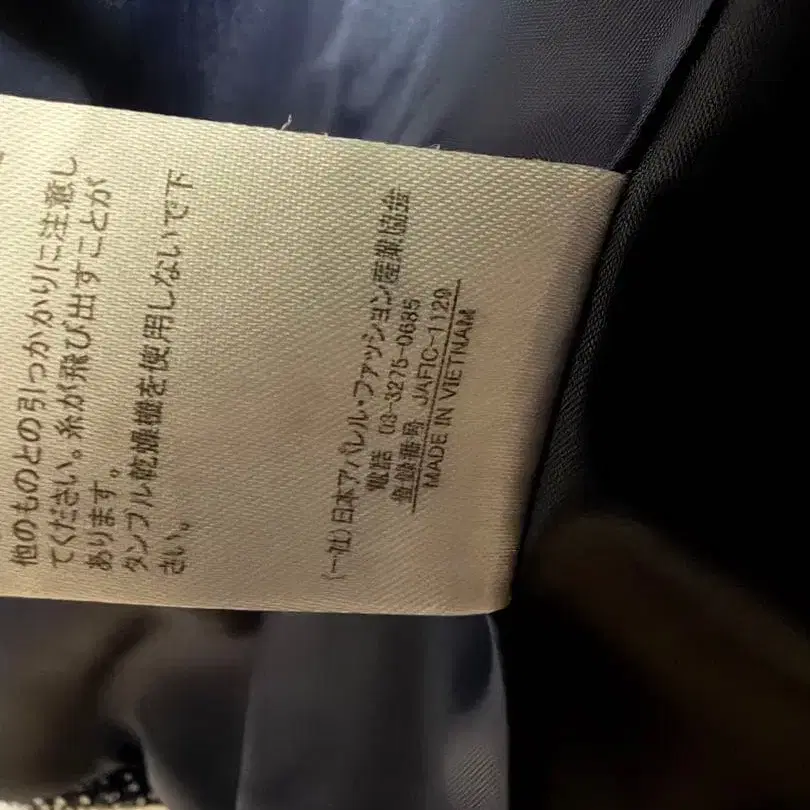 他のものとの引っかかりに注意し
てください。糸が飛び出すことが
あります。
タンブル乾燥機を使用しないで下
さい。
(一社)日本アパレル・ファッション産業協会
電話 03-3275-0685
登録番号 JAFIC-1129
MADE IN VIETNAM